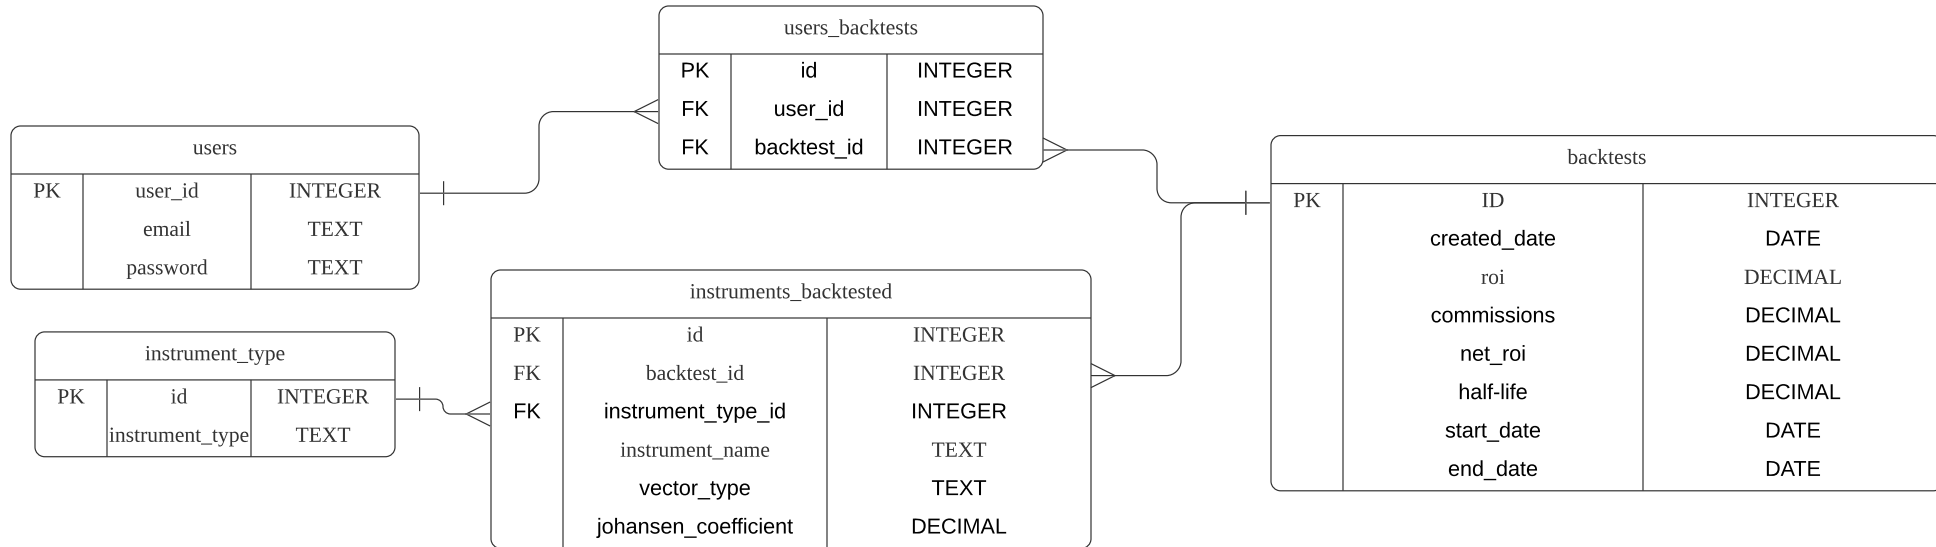 users_backtests
PK id INTEGER
FK user_id INTEGER
FK backtest_id INTEGER
users
PK user_id INTEGER
email TEXT
password TEXT
backtests
PK ID INTEGER
created_date DATE
roi DECIMAL
commissions DECIMAL
net_roi DECIMAL
half-life DECIMAL
start_date DATE
end_date DATE
instruments_backtested
PK id INTEGER
FK backtest_id INTEGER
FK instrument_type_id INTEGER
instrument_name TEXT
vector_type TEXT
johansen_coefficient DECIMAL
instrument_type
PK id INTEGER
instrument_type TEXT